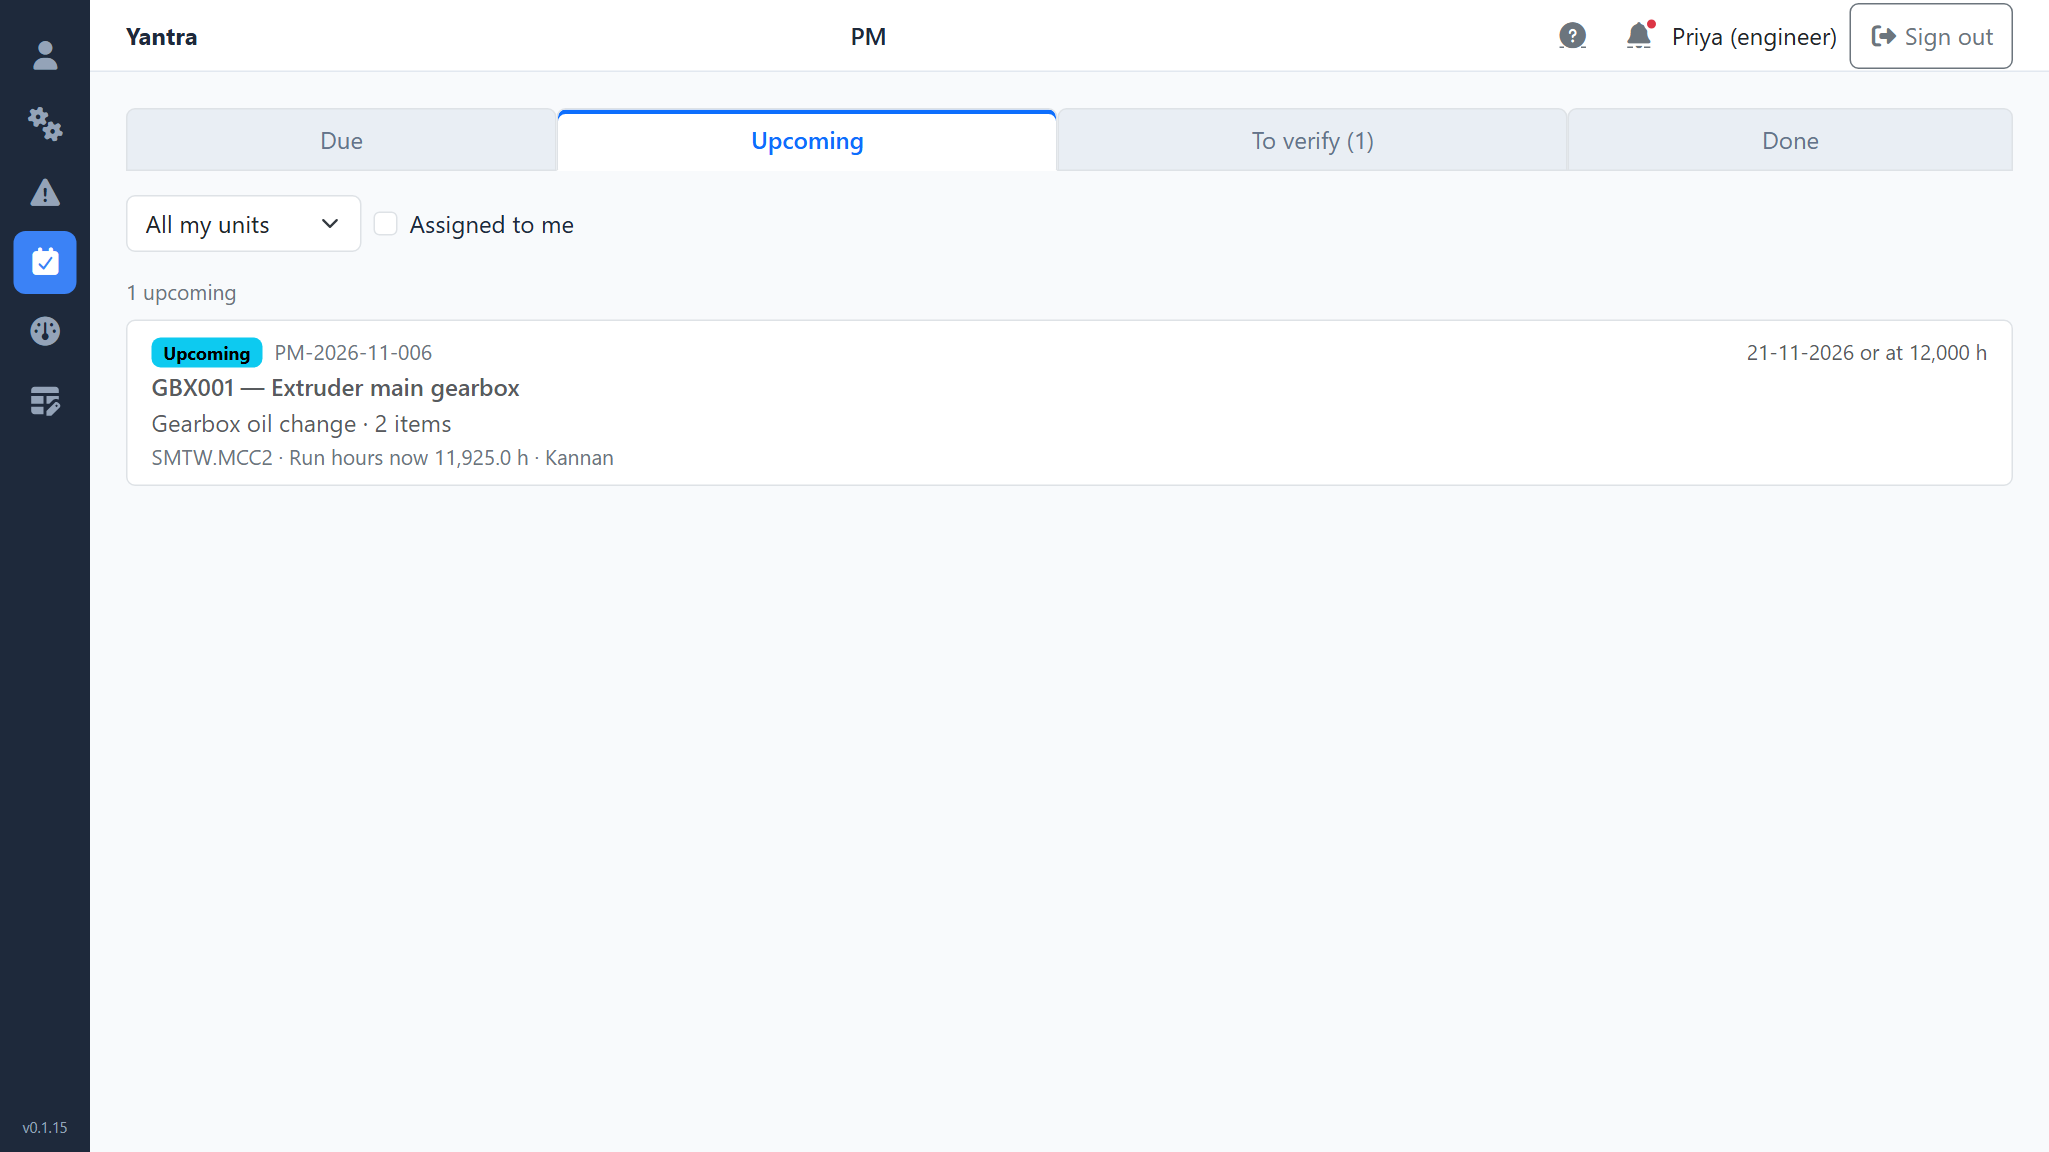 Yantra
PM
Priya (engineer)
Sign out
Due
Upcoming
To verify (1)
Done
All my units
Assigned to me
1 upcoming
Upcoming PM-2026-11-006
21-11-2026 or at 12,000 h
GBX001 — Extruder main gearbox
Gearbox oil change · 2 items
SMTW.MCC2 · Run hours now 11,925.0 h · Kannan
v0.1.15